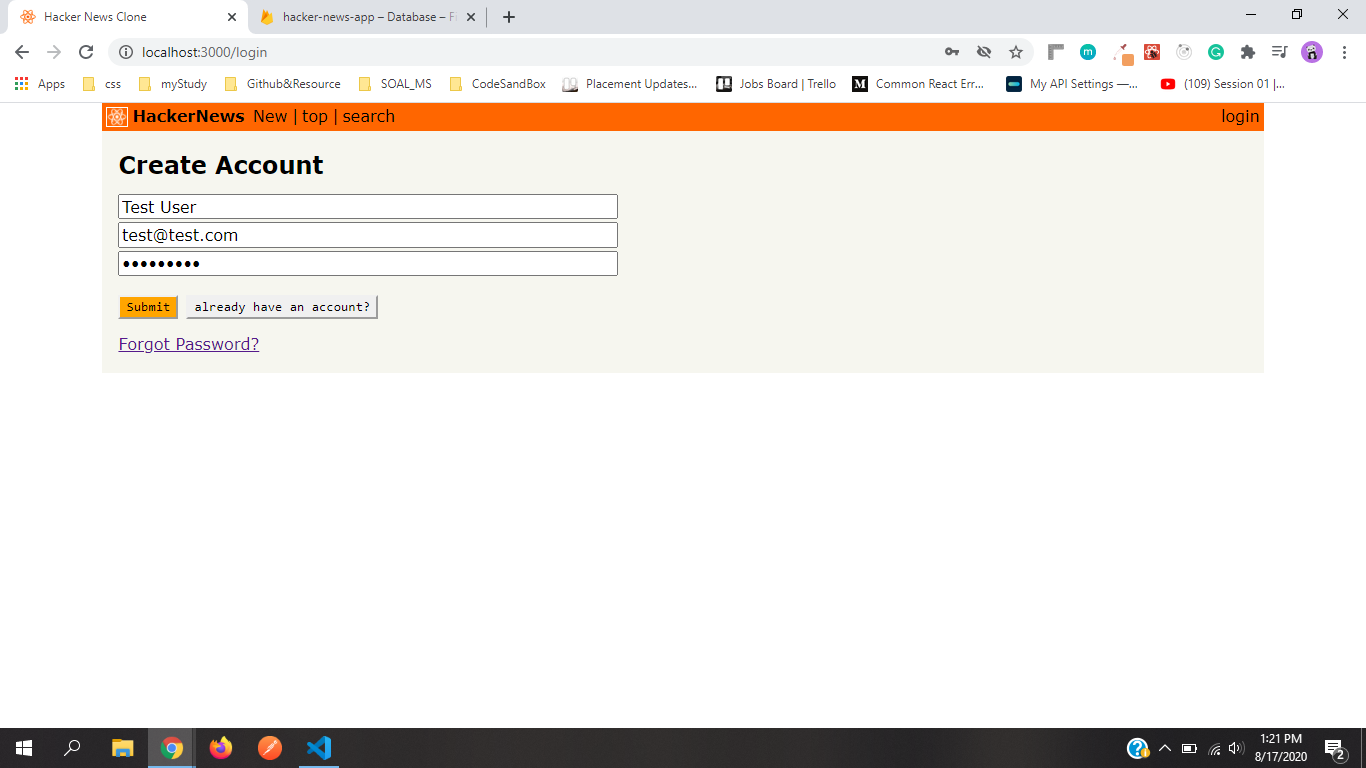 Hacker News Clone
hacker-news-app – Database – Fi
localhost:3000/login
Apps css myStudy Github&Resource SOAL_MS CodeSandBox Placement Updates... Jobs Board | Trello Common React Err... My API Settings —... (109) Session 01 |...
HackerNews New | top | search login
Create Account
Test User
test@test.com
•••••••••
Submit already have an account?
Forgot Password?
1:21 PM
8/17/2020
2